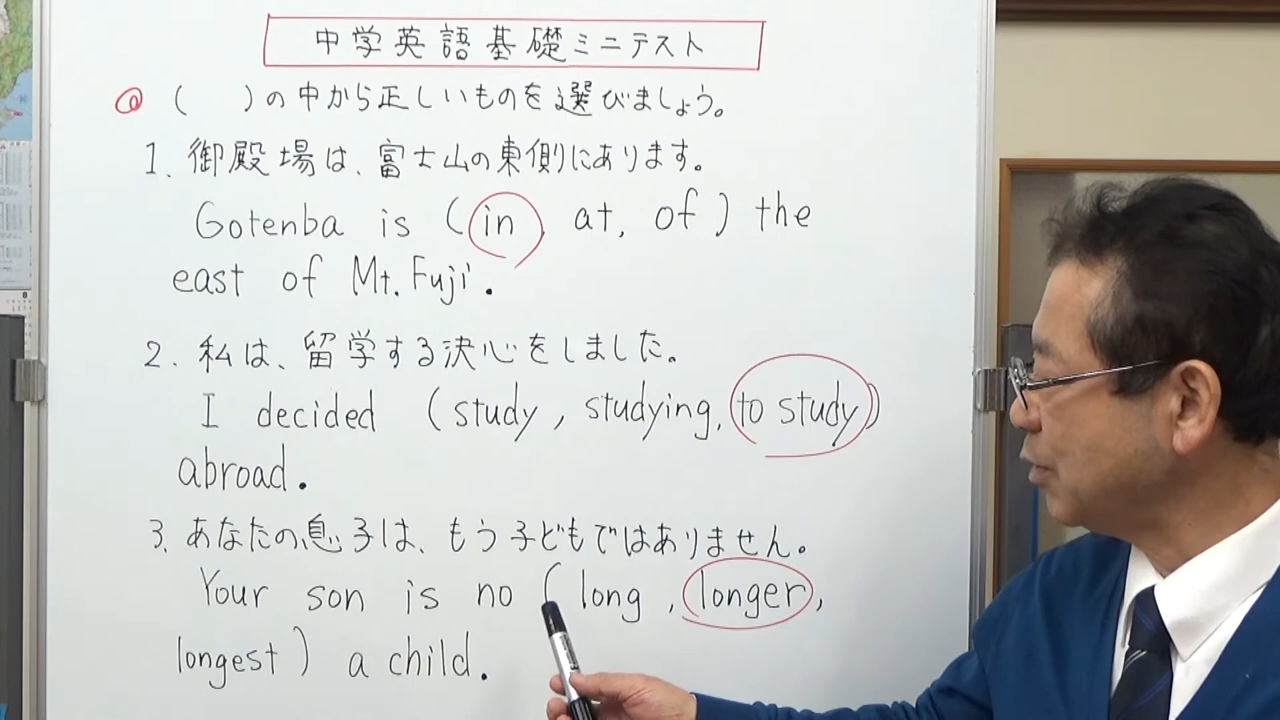 中学英語基礎ミニテスト
( )の中から正しいものを選びましょう。
1. 御殿場は、富士山の東側にあります。
Gotenba is (in, at, of) the
east of Mt. Fuji.
2. 私は、留学する決心をしました。
I decided (study, studying, to study)
abroad.
3. あなたの息子は、もう子どもではありません。
Your son is no (long, longer,
longest) a child.